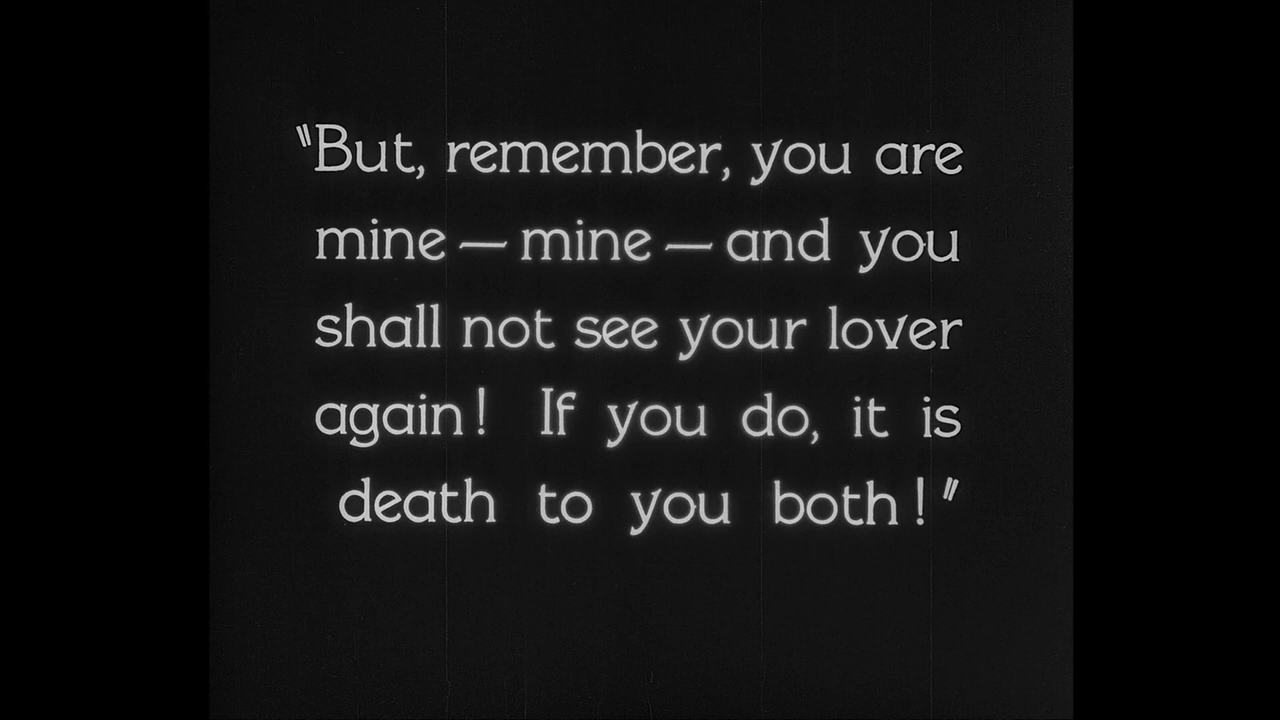 "But, remember, you are
mine — mine — and you
shall not see your lover
again! If you do, it is
death to you both!"